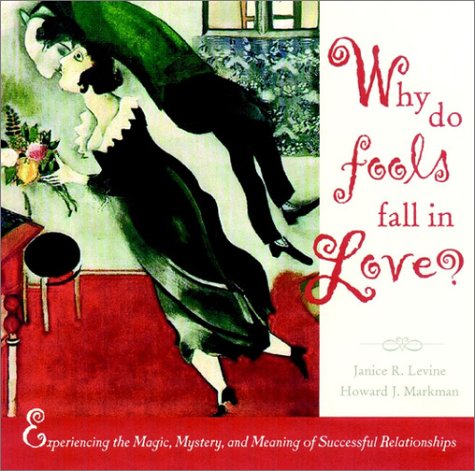 Why do
fools
fall in
Love?
Janice R. Levine
Howard J. Markman
Experiencing the Magic, Mystery, and Meaning of Successful Relationships